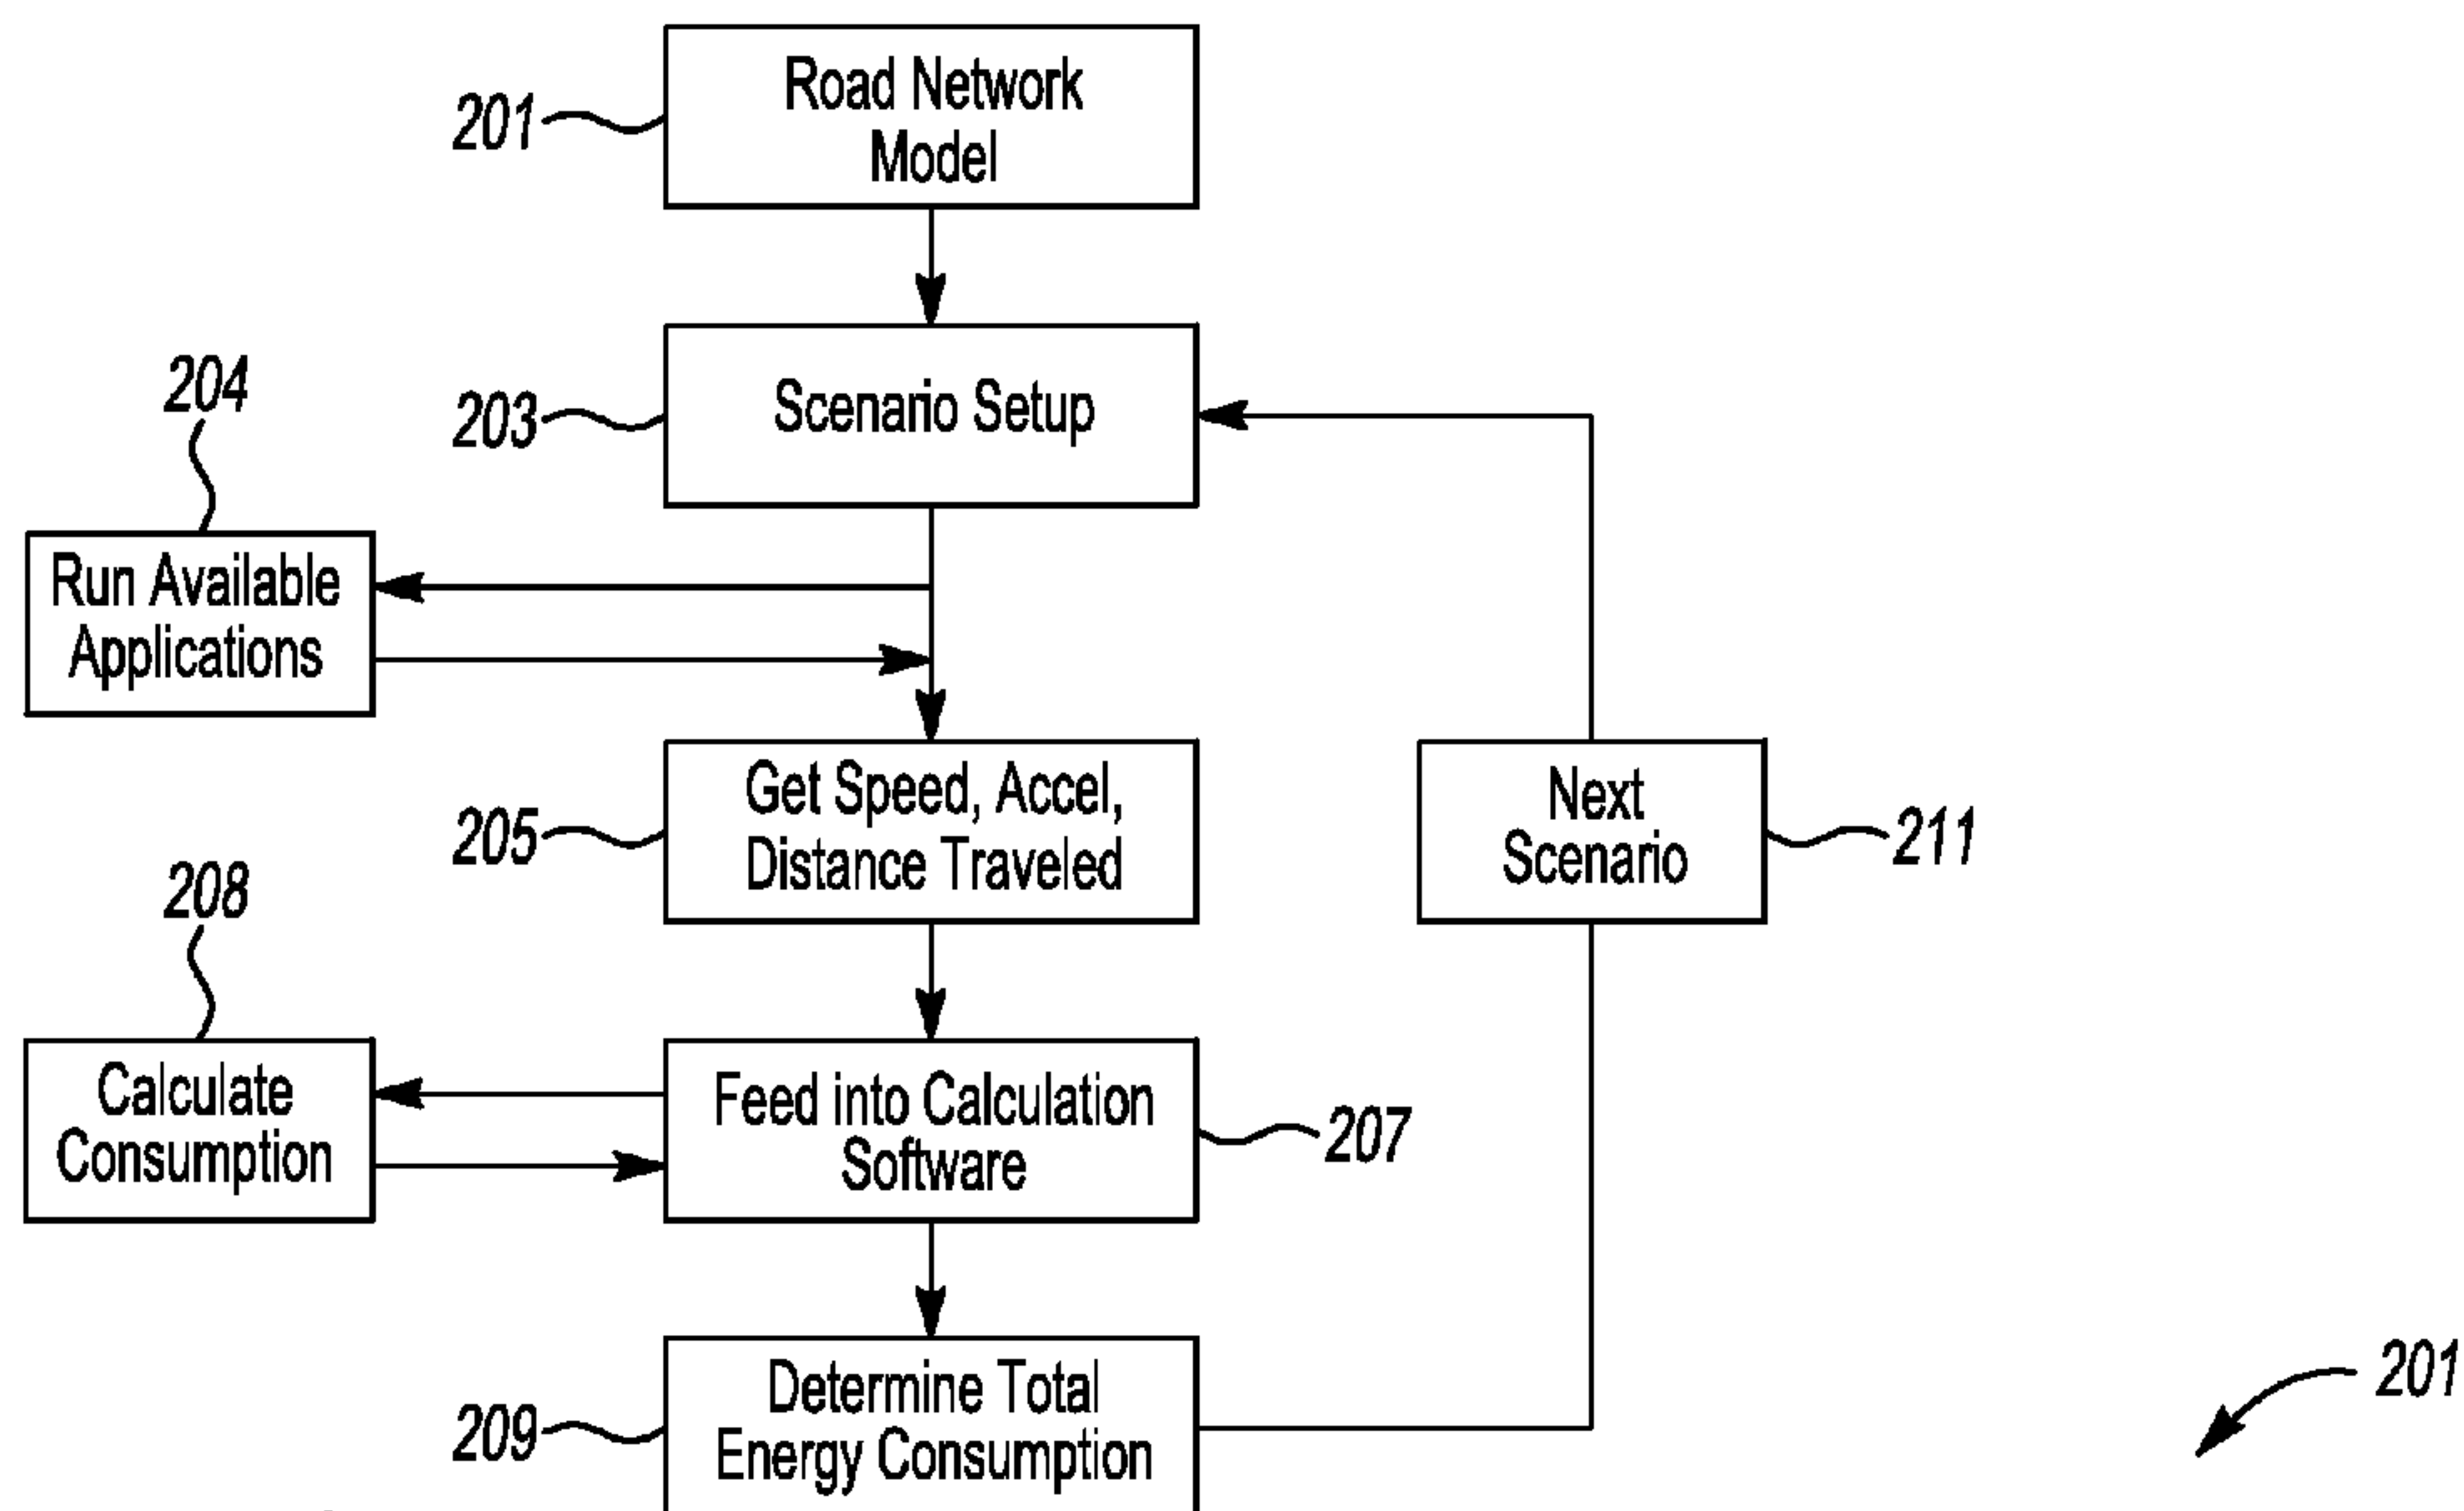 Road Network
Model
201
Scenario Setup
203
204
Run Available
Applications
Get Speed, Accel,
Distance Traveled
205
Next
Scenario
211
208
Calculate
Consumption
Feed into Calculation
Software
207
Determine Total
Energy Consumption
209
201